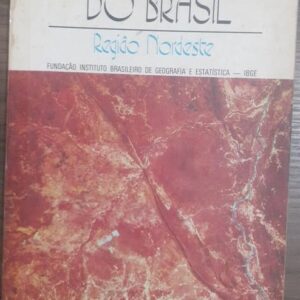 DO BRASIL
Região Nordeste
FUNDAÇÃO INSTITUTO BRASILEIRO DE GEOGRAFIA E ESTATÍSTICA — IBGE